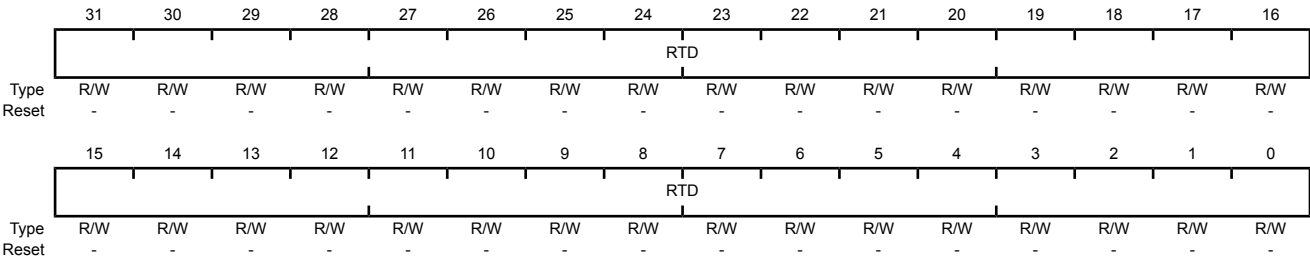 31 30 29 28 27 26 25 24 23 22 21 20 19 18 17 16
RTD
Type R/W R/W R/W R/W R/W R/W R/W R/W R/W R/W R/W R/W R/W R/W R/W R/W
Reset - - - - - - - - - - - - - - - -
15 14 13 12 11 10 9 8 7 6 5 4 3 2 1 0
RTD
Type R/W R/W R/W R/W R/W R/W R/W R/W R/W R/W R/W R/W R/W R/W R/W R/W
Reset - - - - - - - - - - - - - - - -